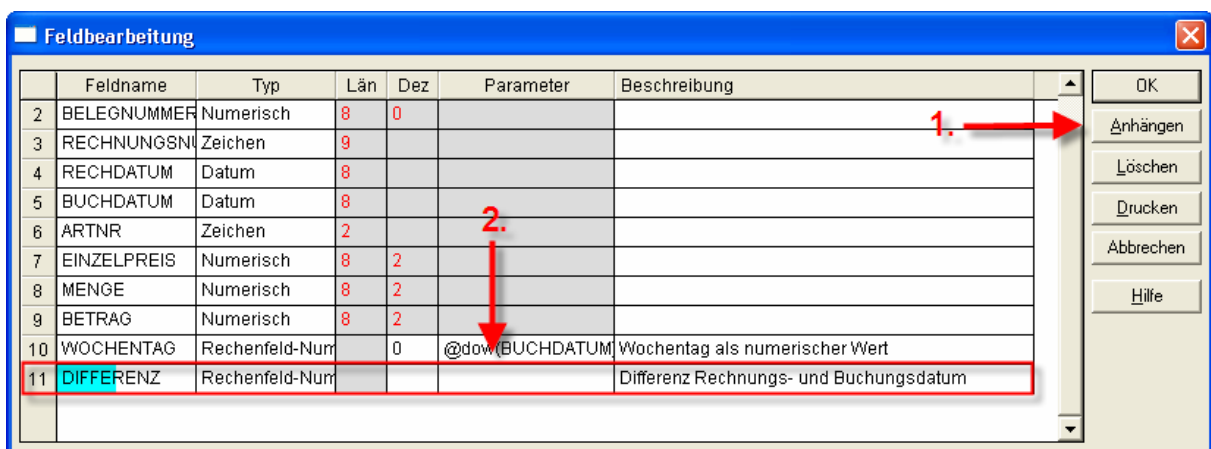 Feldbearbeitung
Feldname Typ Län Dez Parameter Beschreibung
OK
2 BELEGNUMMER Numerisch 8 0
1.
Anhängen
3 RECHNUNGSNU Zeichen 9
4 RECHDATUM Datum 8
Löschen
5 BUCHDATUM Datum 8
Drucken
6 ARTNR Zeichen 2
2.
7 EINZELPREIS Numerisch 8 2
Abbrechen
8 MENGE Numerisch 8 2
Hilfe
9 BETRAG Numerisch 8 2
10 WOCHENTAG Rechenfeld-Num 0 @dow(BUCHDATUM) Wochentag als numerischer Wert
11 DIFFERENZ Rechenfeld-Num Differenz Rechnungs- und Buchungsdatum